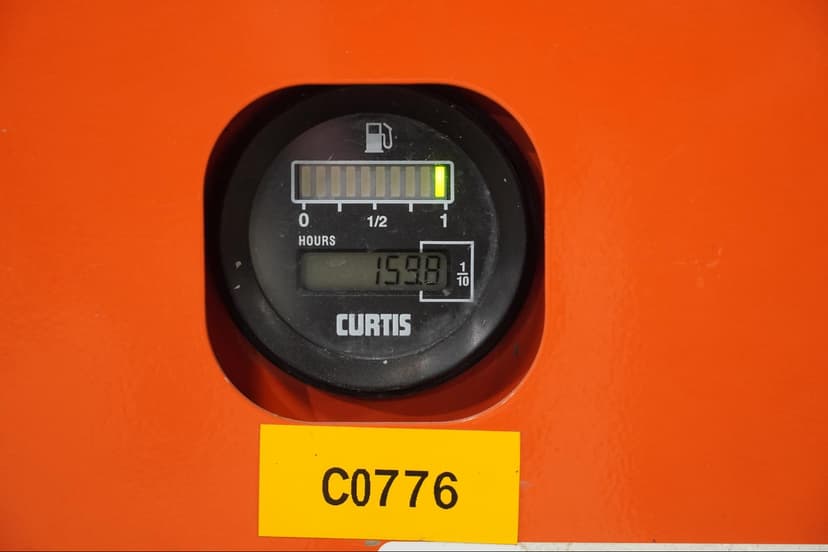 0 1/2 1
HOURS
159.8
1/10
CURTIS
C0776